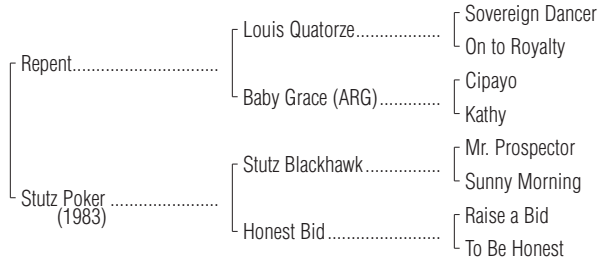 Sovereign Dancer
Louis Quatorze....................
On to Royalty
Repent...................................
Cipayo
Baby Grace (ARG)..............
Kathy
Mr. Prospector
Stutz Blackhawk..................
Stutz Poker .........................
(1983)
Sunny Morning
Raise a Bid
Honest Bid ..........................
To Be Honest